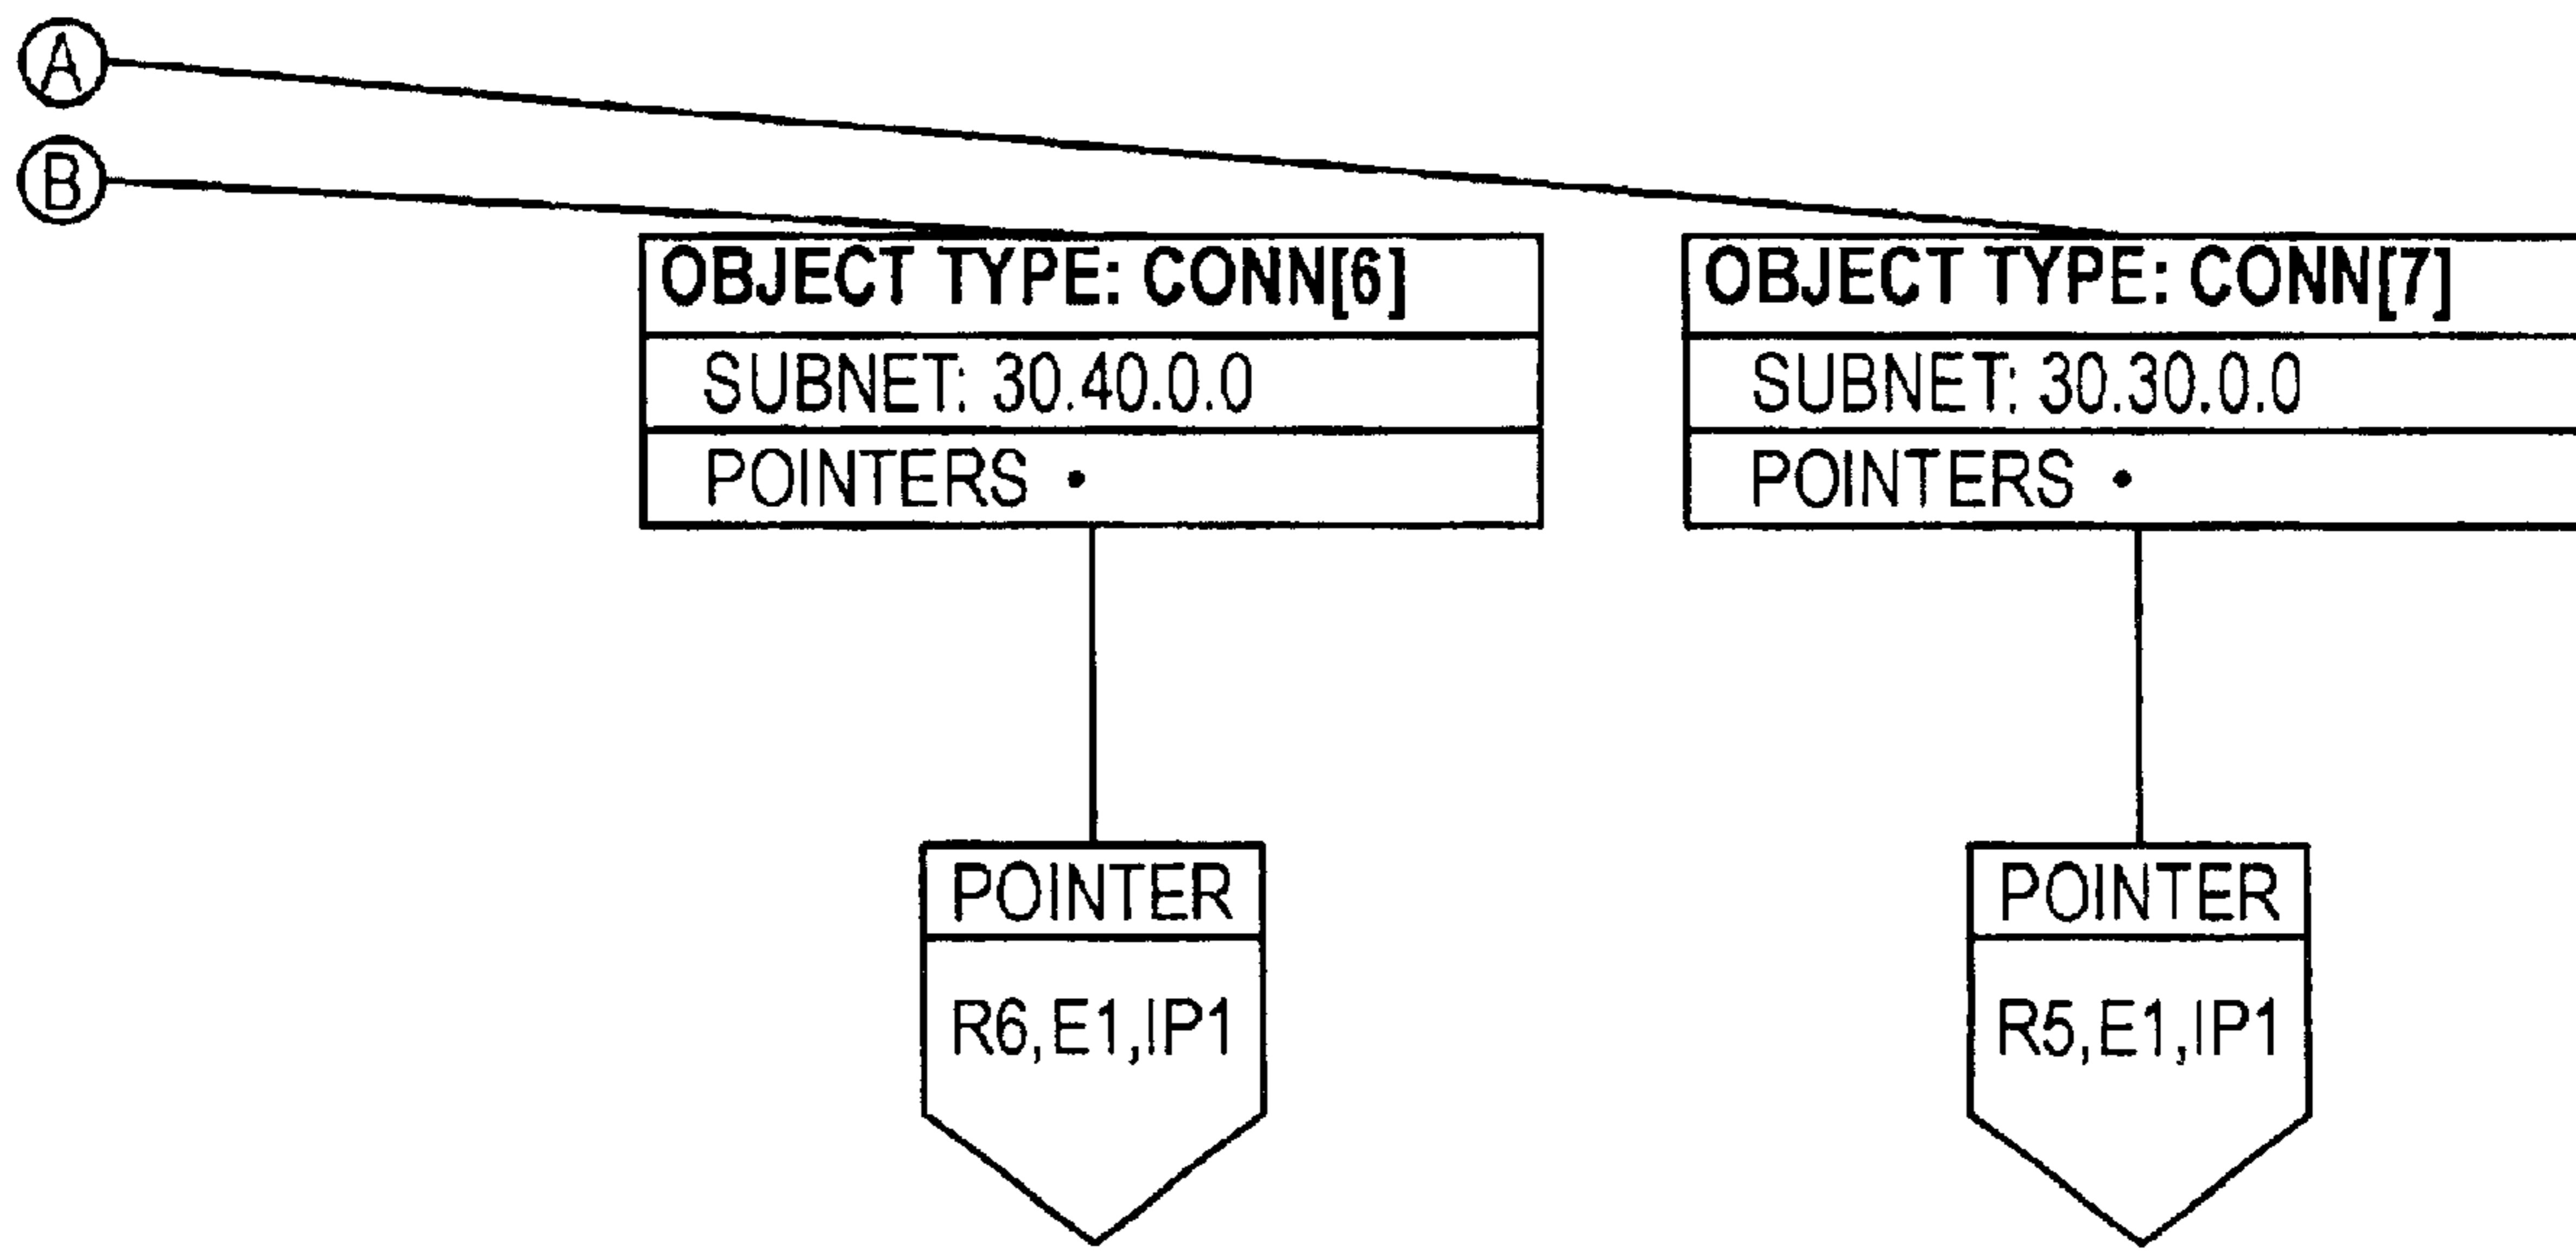 A
B
OBJECT TYPE: CONN[6]
SUBNET: 30.40.0.0
POINTERS •
OBJECT TYPE: CONN[7]
SUBNET: 30.30.0.0
POINTERS •
POINTER
R6,E1,IP1
POINTER
R5,E1,IP1